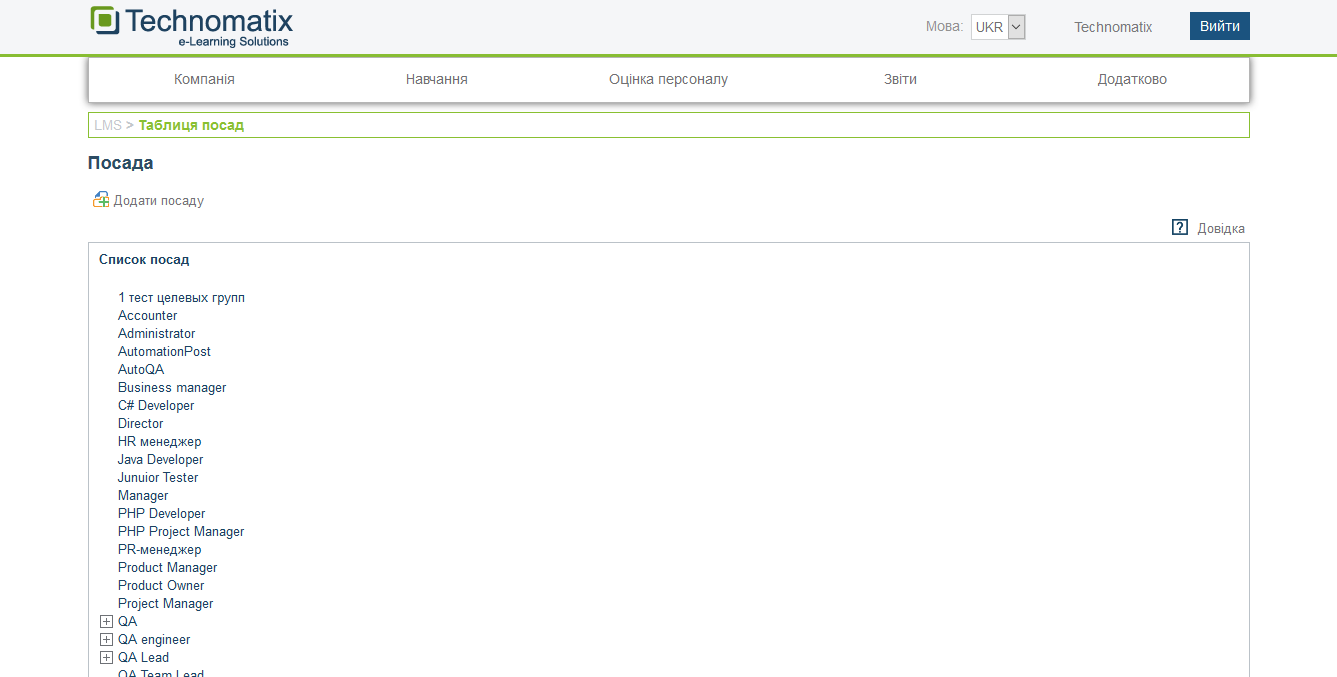 Technomatix
e-Learning Solutions
Мова: UKR Technomatix Вийти
Компанія Навчання Оцінка персоналу Звіти Додатково
LMS > Таблиця посад
Посада
Додати посаду
? Довідка
Список посад
1 тест целевых групп
Accounter
Administrator
AutomationPost
AutoQA
Business manager
C# Developer
Director
HR менеджер
Java Developer
Junuior Tester
Manager
PHP Developer
PHP Project Manager
PR-менеджер
Product Manager
Product Owner
Project Manager
QA
QA engineer
QA Lead
QA Team Lead